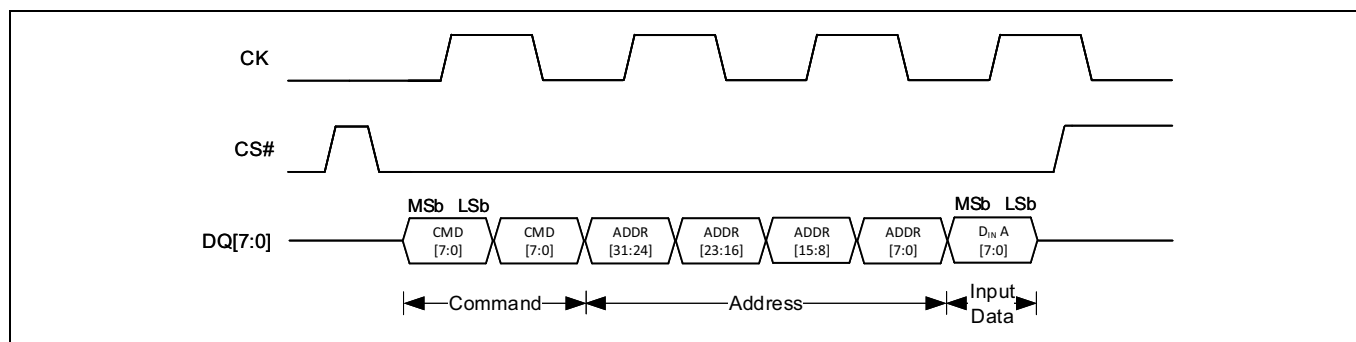 CK
CS#
MSb LSb MSb LSb
DQ[7:0] CMD CMD ADDR ADDR ADDR ADDR DIN A
[7:0] [7:0] [31:24] [23:16] [15:8] [7:0] [7:0]
Command Address Input
Data